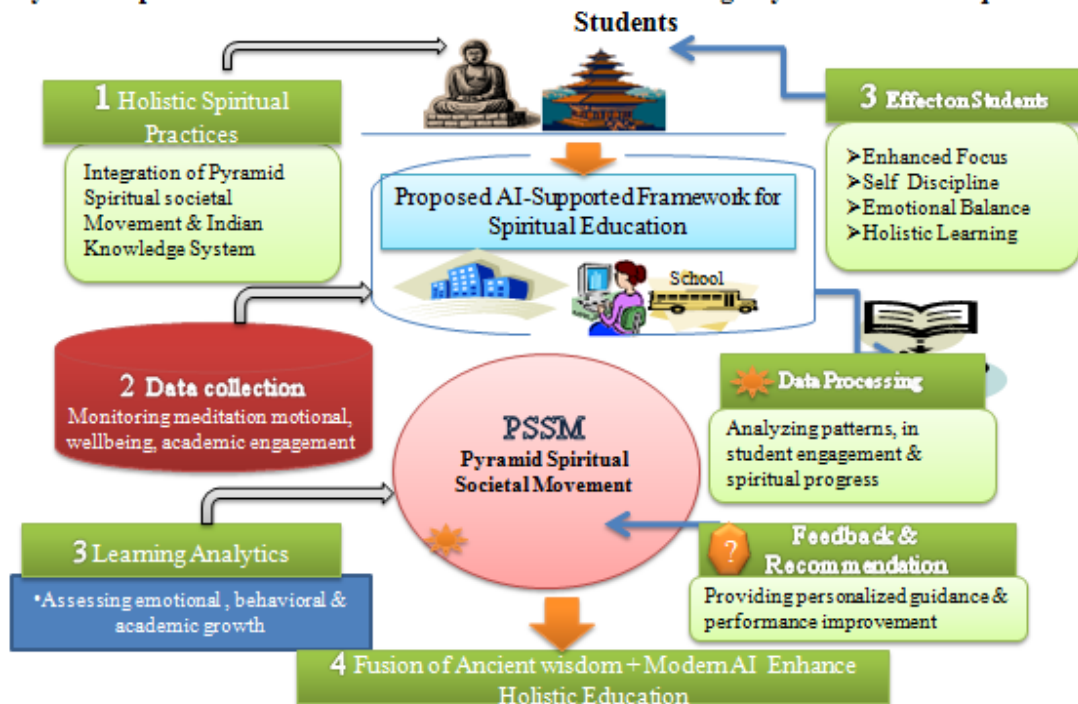 Students
1 Holistic Spiritual
Practices
Integration of Pyramid
Spiritual societal
Movement & Indian
Knowledge System
3 Effect on Students
➤Enhanced Focus
➤Self Discipline
➤Emotional Balance
➤Holistic Learning
Proposed AI-Supported Framework for
Spiritual Education
School
2 Data collection
Monitoring meditation motional,
wellbeing, academic engagement
PSSM
Pyramid Spiritual
Societal Movement
Data Processing
Analyzing patterns, in
student engagement &
spiritual progress
3 Learning Analytics
•Assessing emotional , behavioral &
academic growth
?
Feedback &
Recommendation
Providing personalized guidance &
performance improvement
4 Fusion of Ancient wisdom + Modern AI Enhance
Holistic Education